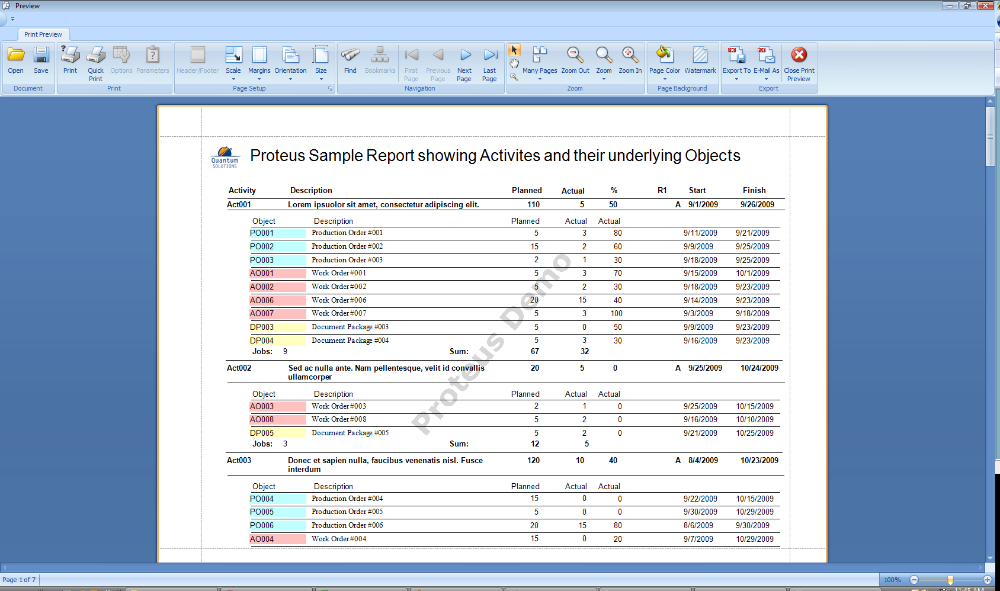 Preview
Print Preview
Open Save Print Quick Print Options Parameters Header/Footer Scale Margins Orientation Size Find Bookmarks First Page Previous Page Next Page Last Page Many Pages Zoom Out Zoom Zoom In Page Color Watermark Export To E-Mail As Close Print Preview
Document Print Page Setup Navigation Zoom Page Background Export
Quantum
SOLUTIONS
Proteus Sample Report showing Activites and their underlying Objects
Activity Description Planned Actual % R1 Start Finish
Act001 Lorem ipsuolor sit amet, consectetur adipiscing elit. 110 5 50 A 9/1/2009 9/26/2009
Object Description Planned Actual Actual
PO001 Production Order #001 5 3 80 9/11/2009 9/21/2009
PO002 Production Order #002 15 2 60 9/9/2009 9/25/2009
PO003 Production Order #003 2 1 30 9/18/2009 9/25/2009
AO001 Work Order #001 5 3 70 9/15/2009 10/1/2009
AO002 Work Order #002 5 2 30 9/18/2009 9/23/2009
AO006 Work Order #006 20 15 40 9/14/2009 9/23/2009
AO007 Work Order #007 5 3 100 9/3/2009 9/18/2009
DP003 Document Package #003 5 0 50 9/9/2009 9/23/2009
DP004 Document Package #004 5 3 30 9/16/2009 9/23/2009
Jobs: 9 Sum: 67 32
Act002 Sed ac nulla ante. Nam pellentesque, velit id convallis 20 5 0 A 9/25/2009 10/24/2009
ullamcorper
Object Description Planned Actual Actual
AO003 Work Order #003 2 1 0 9/25/2009 10/15/2009
AO008 Work Order #008 5 2 0 9/16/2009 10/10/2009
DP005 Document Package #005 5 2 0 9/21/2009 10/25/2009
Jobs: 3 Sum: 12 5
Act003 Donec et sapien nulla, faucibus venenatis nisl. Fusce 120 10 40 A 8/4/2009 10/23/2009
interdum
Object Description Planned Actual Actual
PO004 Production Order #004 15 0 0 9/22/2009 10/15/2009
PO005 Production Order #005 5 0 0 9/30/2009 10/29/2009
PO006 Production Order #006 20 15 80 8/6/2009 9/30/2009
AO004 Work Order #004 15 0 20 9/7/2009 10/29/2009
Proteus Demo
Page 1 of 7 100%
11:45 AM